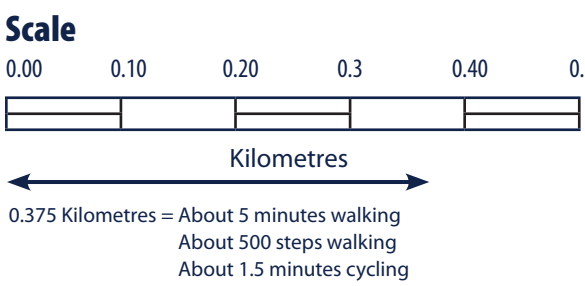 Scale
0.00 0.10 0.20 0.3 0.40 0.
Kilometres
0.375 Kilometres = About 5 minutes walking
About 500 steps walking
About 1.5 minutes cycling